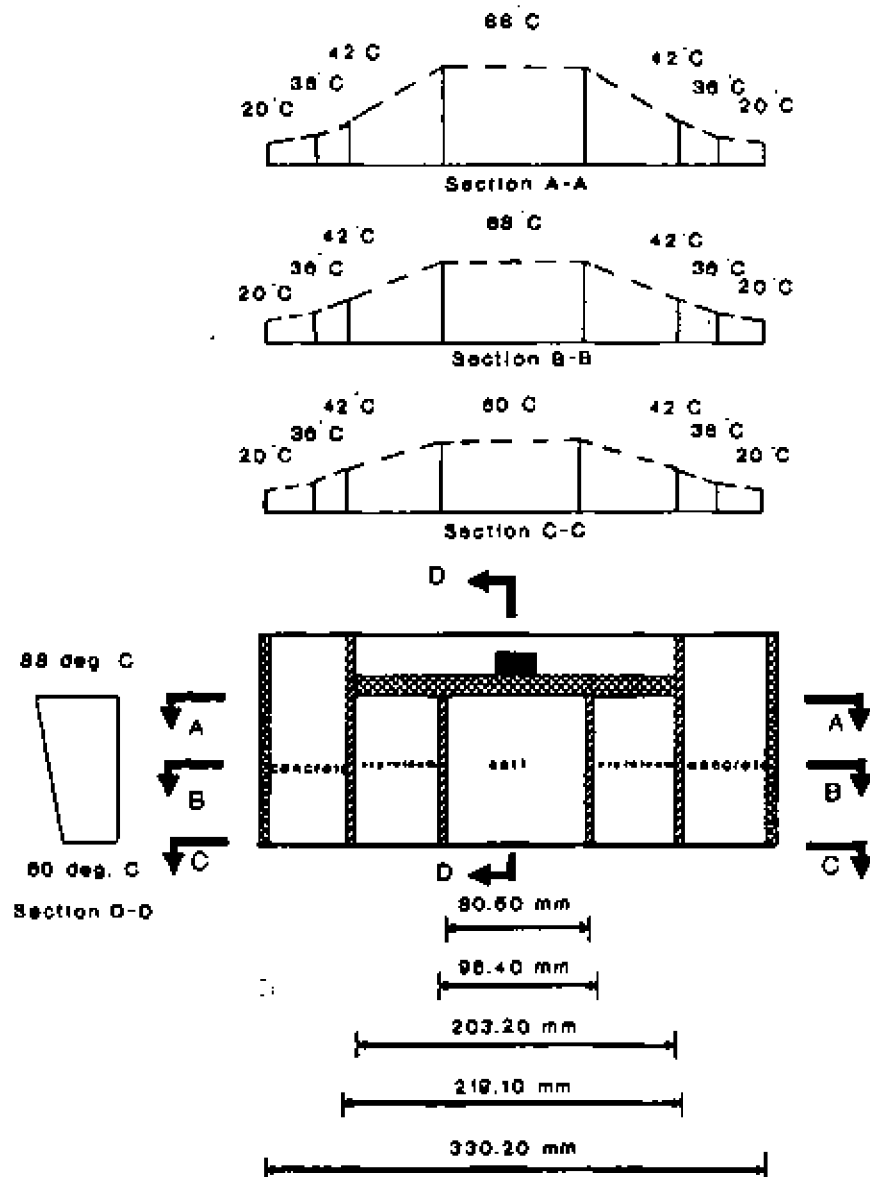 66°C
42°C 42°C
36°C 36°C
20°C 20°C
Section A-A
68°C
42°C 42°C
36°C 36°C
20°C 20°C
Section B-B
60°C
42°C 42°C
36°C 36°C
20°C 20°C
Section C-C
D
88 deg. C
A A
concrete salt concrete
B B
60 deg. C C C
D
Section D-D
80.60 mm
96.40 mm
203.20 mm
219.10 mm
330.20 mm